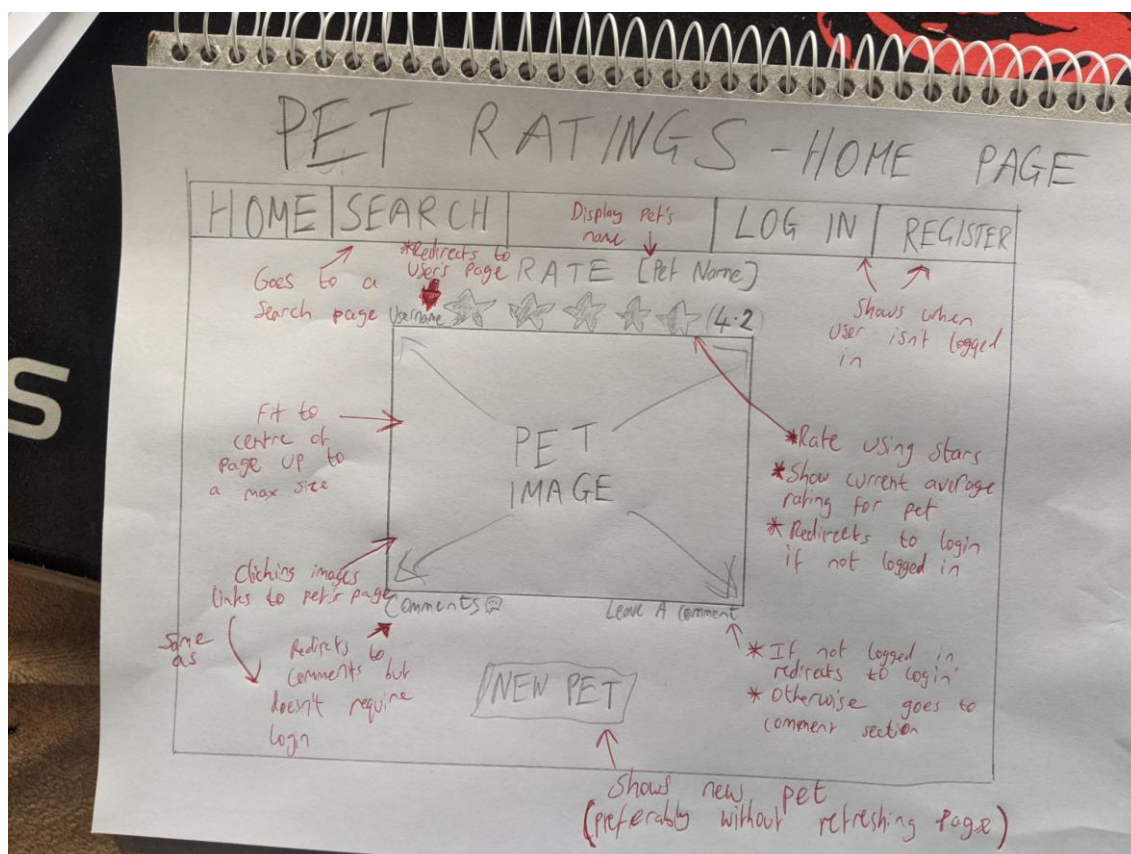 PET RATINGS - HOME PAGE
HOME
SEARCH
Display Pet's
name
LOG IN
REGISTER
Goes to a
Search page
*Redirects to
User's page
RATE [Pet Name]
Username
(4.2)
Shows when
user isnt logged
in
Fit to
centre of
page up to
a max size
PET
IMAGE
*Rate using stars
*Show current average
rating for pet
*Redirects to login
if not logged in
Clicking images
links to pet's page
Same
as
Comments
Leave A comment
Redirects to
comments but
doesn't require
login
NEW PET
*If not logged in
redirects to login
*Otherwise goes to
comment section
Shows new pet
(preferably without refreshing page)
S